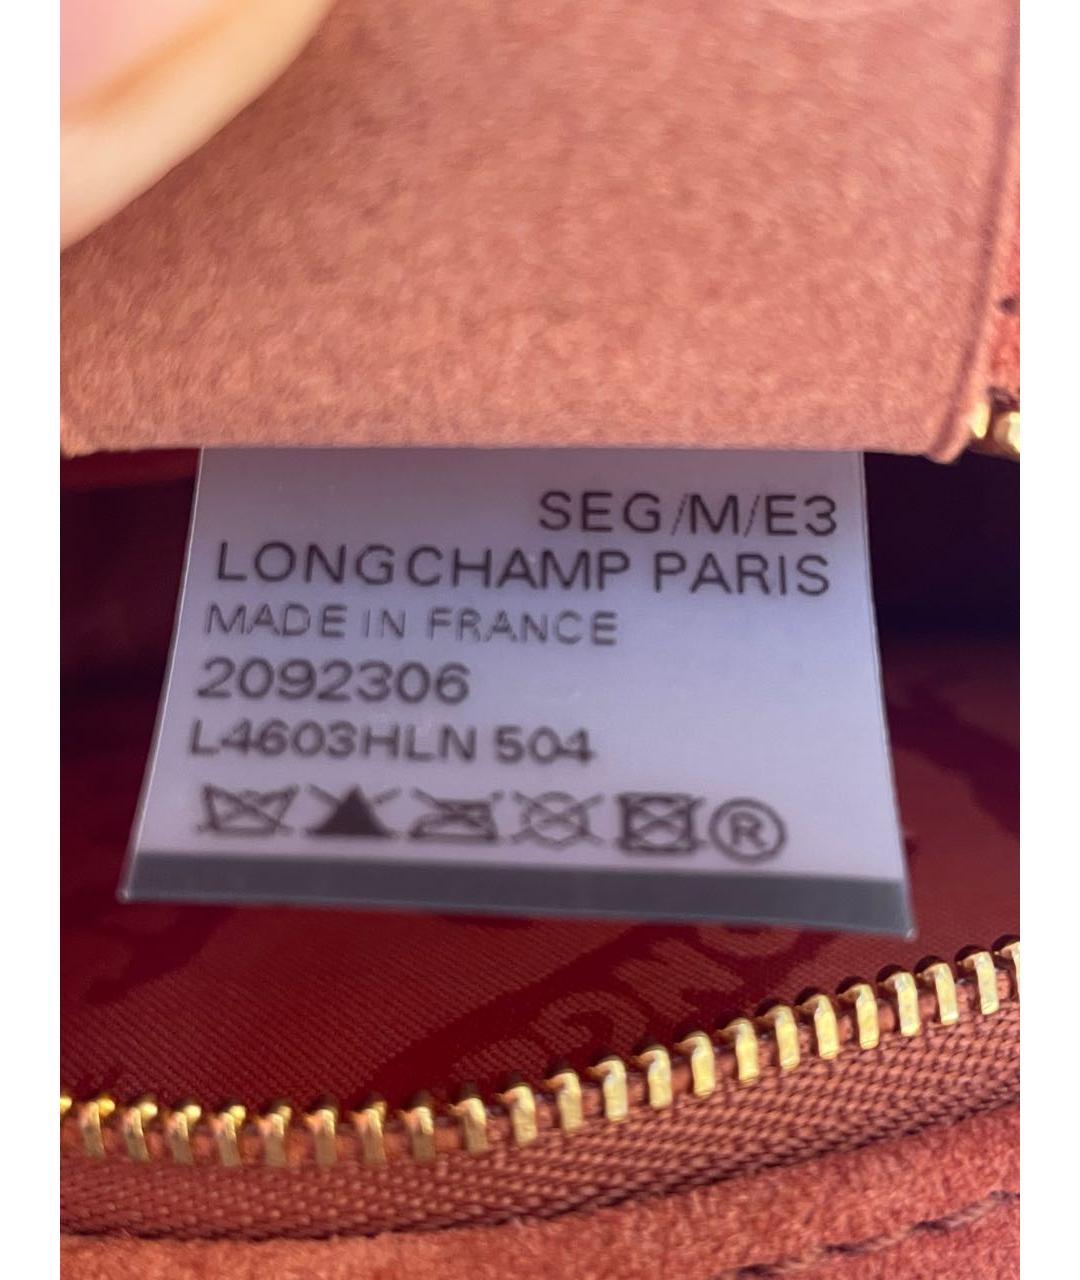 SEG/M/E3
LONGCHAMP PARIS
MADE IN FRANCE
2092306
L4603HLN 504
®